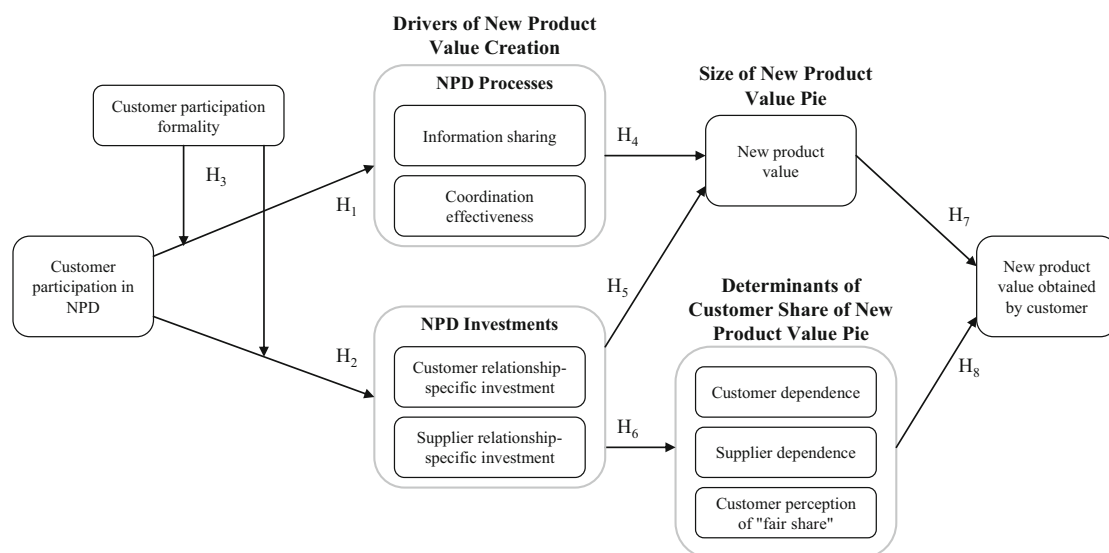 Drivers of New Product
Value Creation
NPD Processes
Information sharing
Coordination
effectiveness
Customer participation
formality
H3
H1
H4
Size of New Product
Value Pie
New product
value
H7
Customer
participation in
NPD
H2
NPD Investments
Customer relationship-
specific investment
Supplier relationship-
specific investment
H5
H6
Determinants of
Customer Share of New
Product Value Pie
Customer dependence
Supplier dependence
Customer perception
of "fair share"
H8
New product
value obtained
by customer